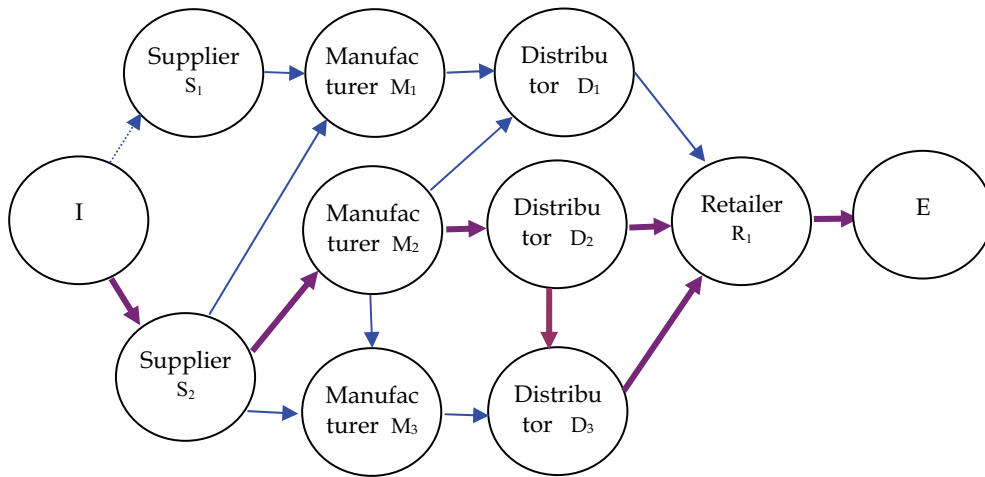 Supplier
S1
Manufac
turer M1
Distribu
tor D1
I
Manufac
turer M2
Distribu
tor D2
Retailer
R1
E
Supplier
S2
Manufac
turer M3
Distribu
tor D3